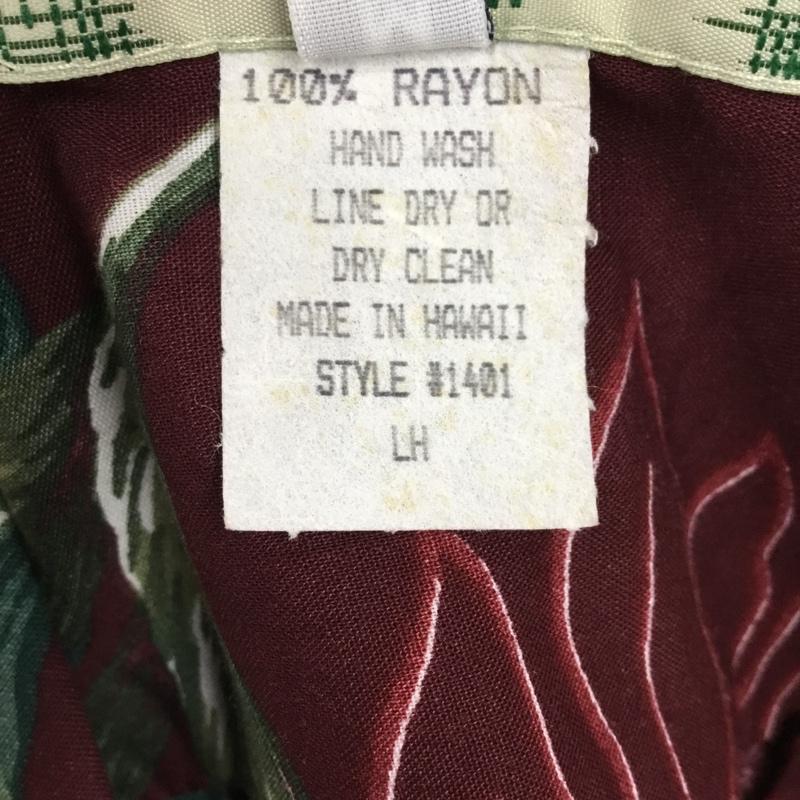 100% RAYON
HAND WASH
LINE DRY OR
DRY CLEAN
MADE IN HAWAII
STYLE #1401
LH